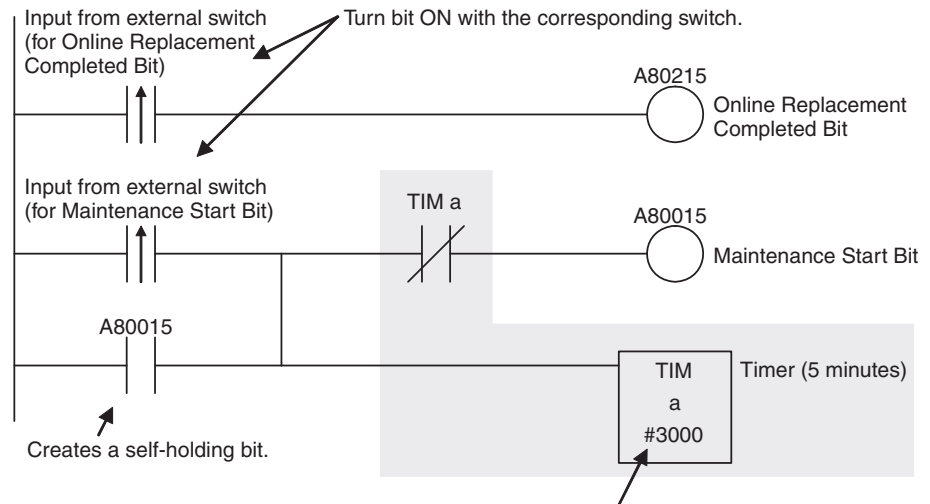 Input from external switch
(for Online Replacement
Completed Bit)
Turn bit ON with the corresponding switch.
A80215
Online Replacement
Completed Bit
Input from external switch
(for Maintenance Start Bit)
TIM a
A80015
Maintenance Start Bit
A80015
TIM
a
#3000
Timer (5 minutes)
Creates a self-holding bit.